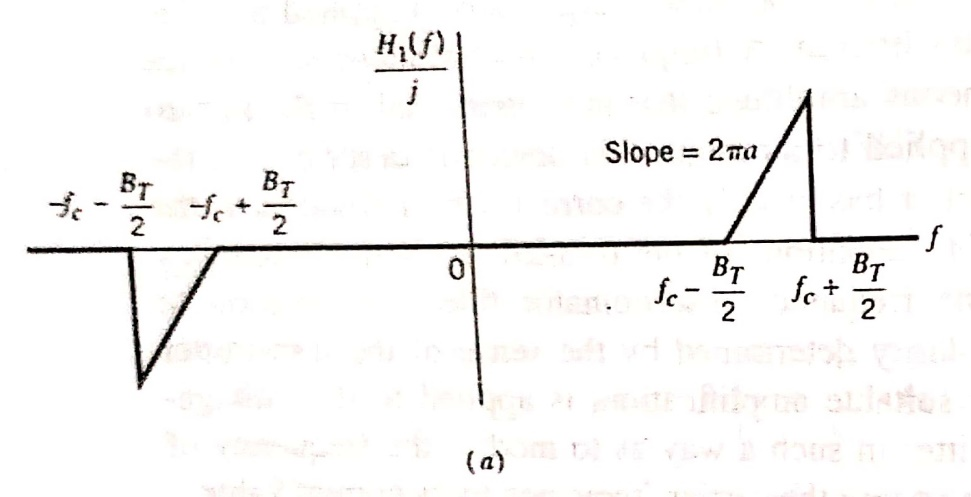 H₁(f)/j
Slope = 2πa
-f_c - B_T/2
-f_c + B_T/2
0
f
f_c - B_T/2
f_c + B_T/2
(a)